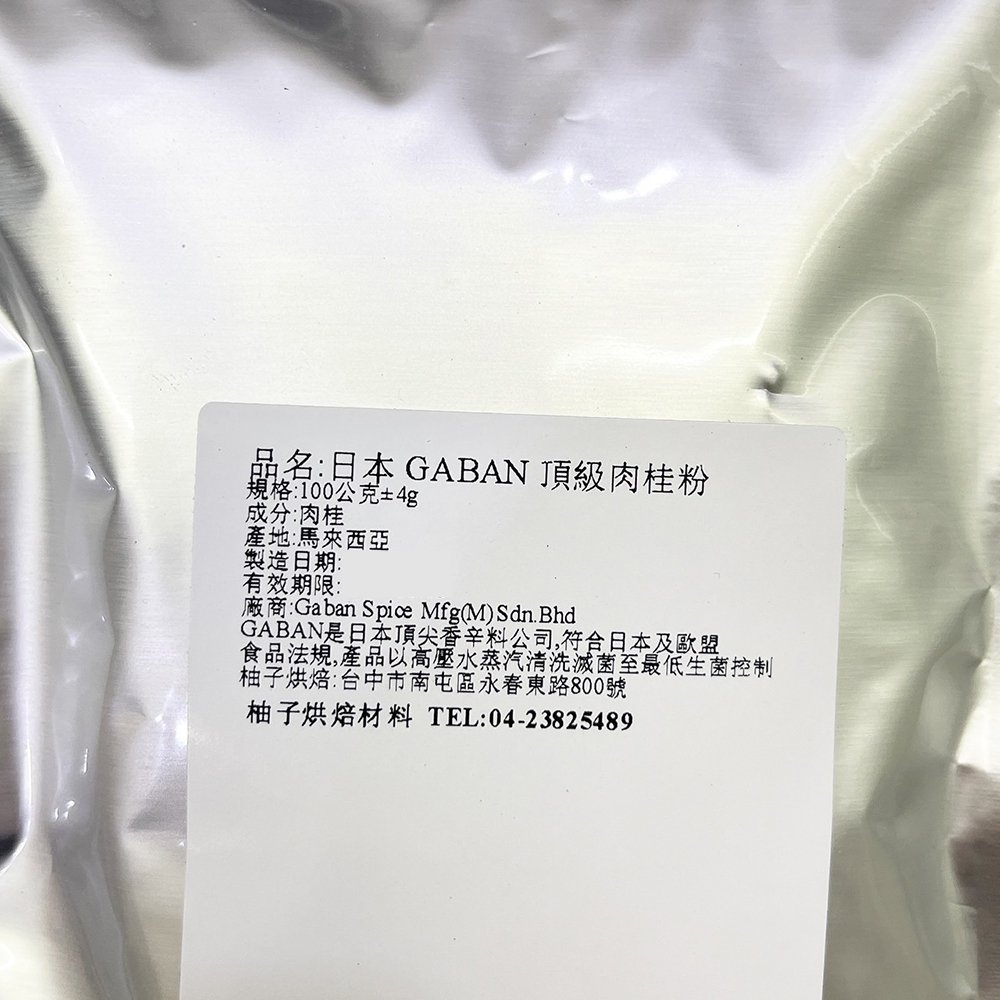 品名:日本 GABAN 頂級肉桂粉
規格:100公克±4g
成分:肉桂
產地:馬來西亞
製造日期:
有效期限:
廠商:Gaban Spice Mfg(M) Sdn.Bhd
GABAN是日本頂尖香辛料公司,符合日本及歐盟
食品法規,產品以高壓水蒸汽清洗滅菌至最低生菌控制
柚子烘焙:台中市南屯區永春東路800號
柚子烘焙材料 TEL:04-23825489